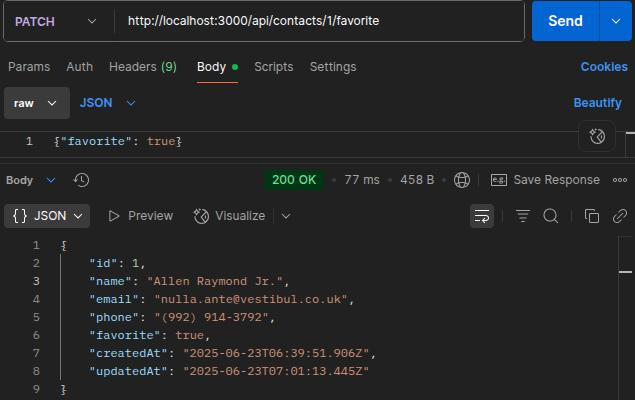 PATCH http://localhost:3000/api/contacts/1/favorite Send
Params Auth Headers (9) Body Scripts Settings Cookies
raw JSON Beautify
1 {"favorite": true}
Body 200 OK • 77 ms • 458 B e.g. Save Response
{} JSON Preview Visualize
1 {
2 "id": 1,
3 "name": "Allen Raymond Jr.",
4 "email": "nulla.ante@vestibul.co.uk",
5 "phone": "(992) 914-3792",
6 "favorite": true,
7 "createdAt": "2025-06-23T06:39:51.906Z",
8 "updatedAt": "2025-06-23T07:01:13.445Z"
9 }